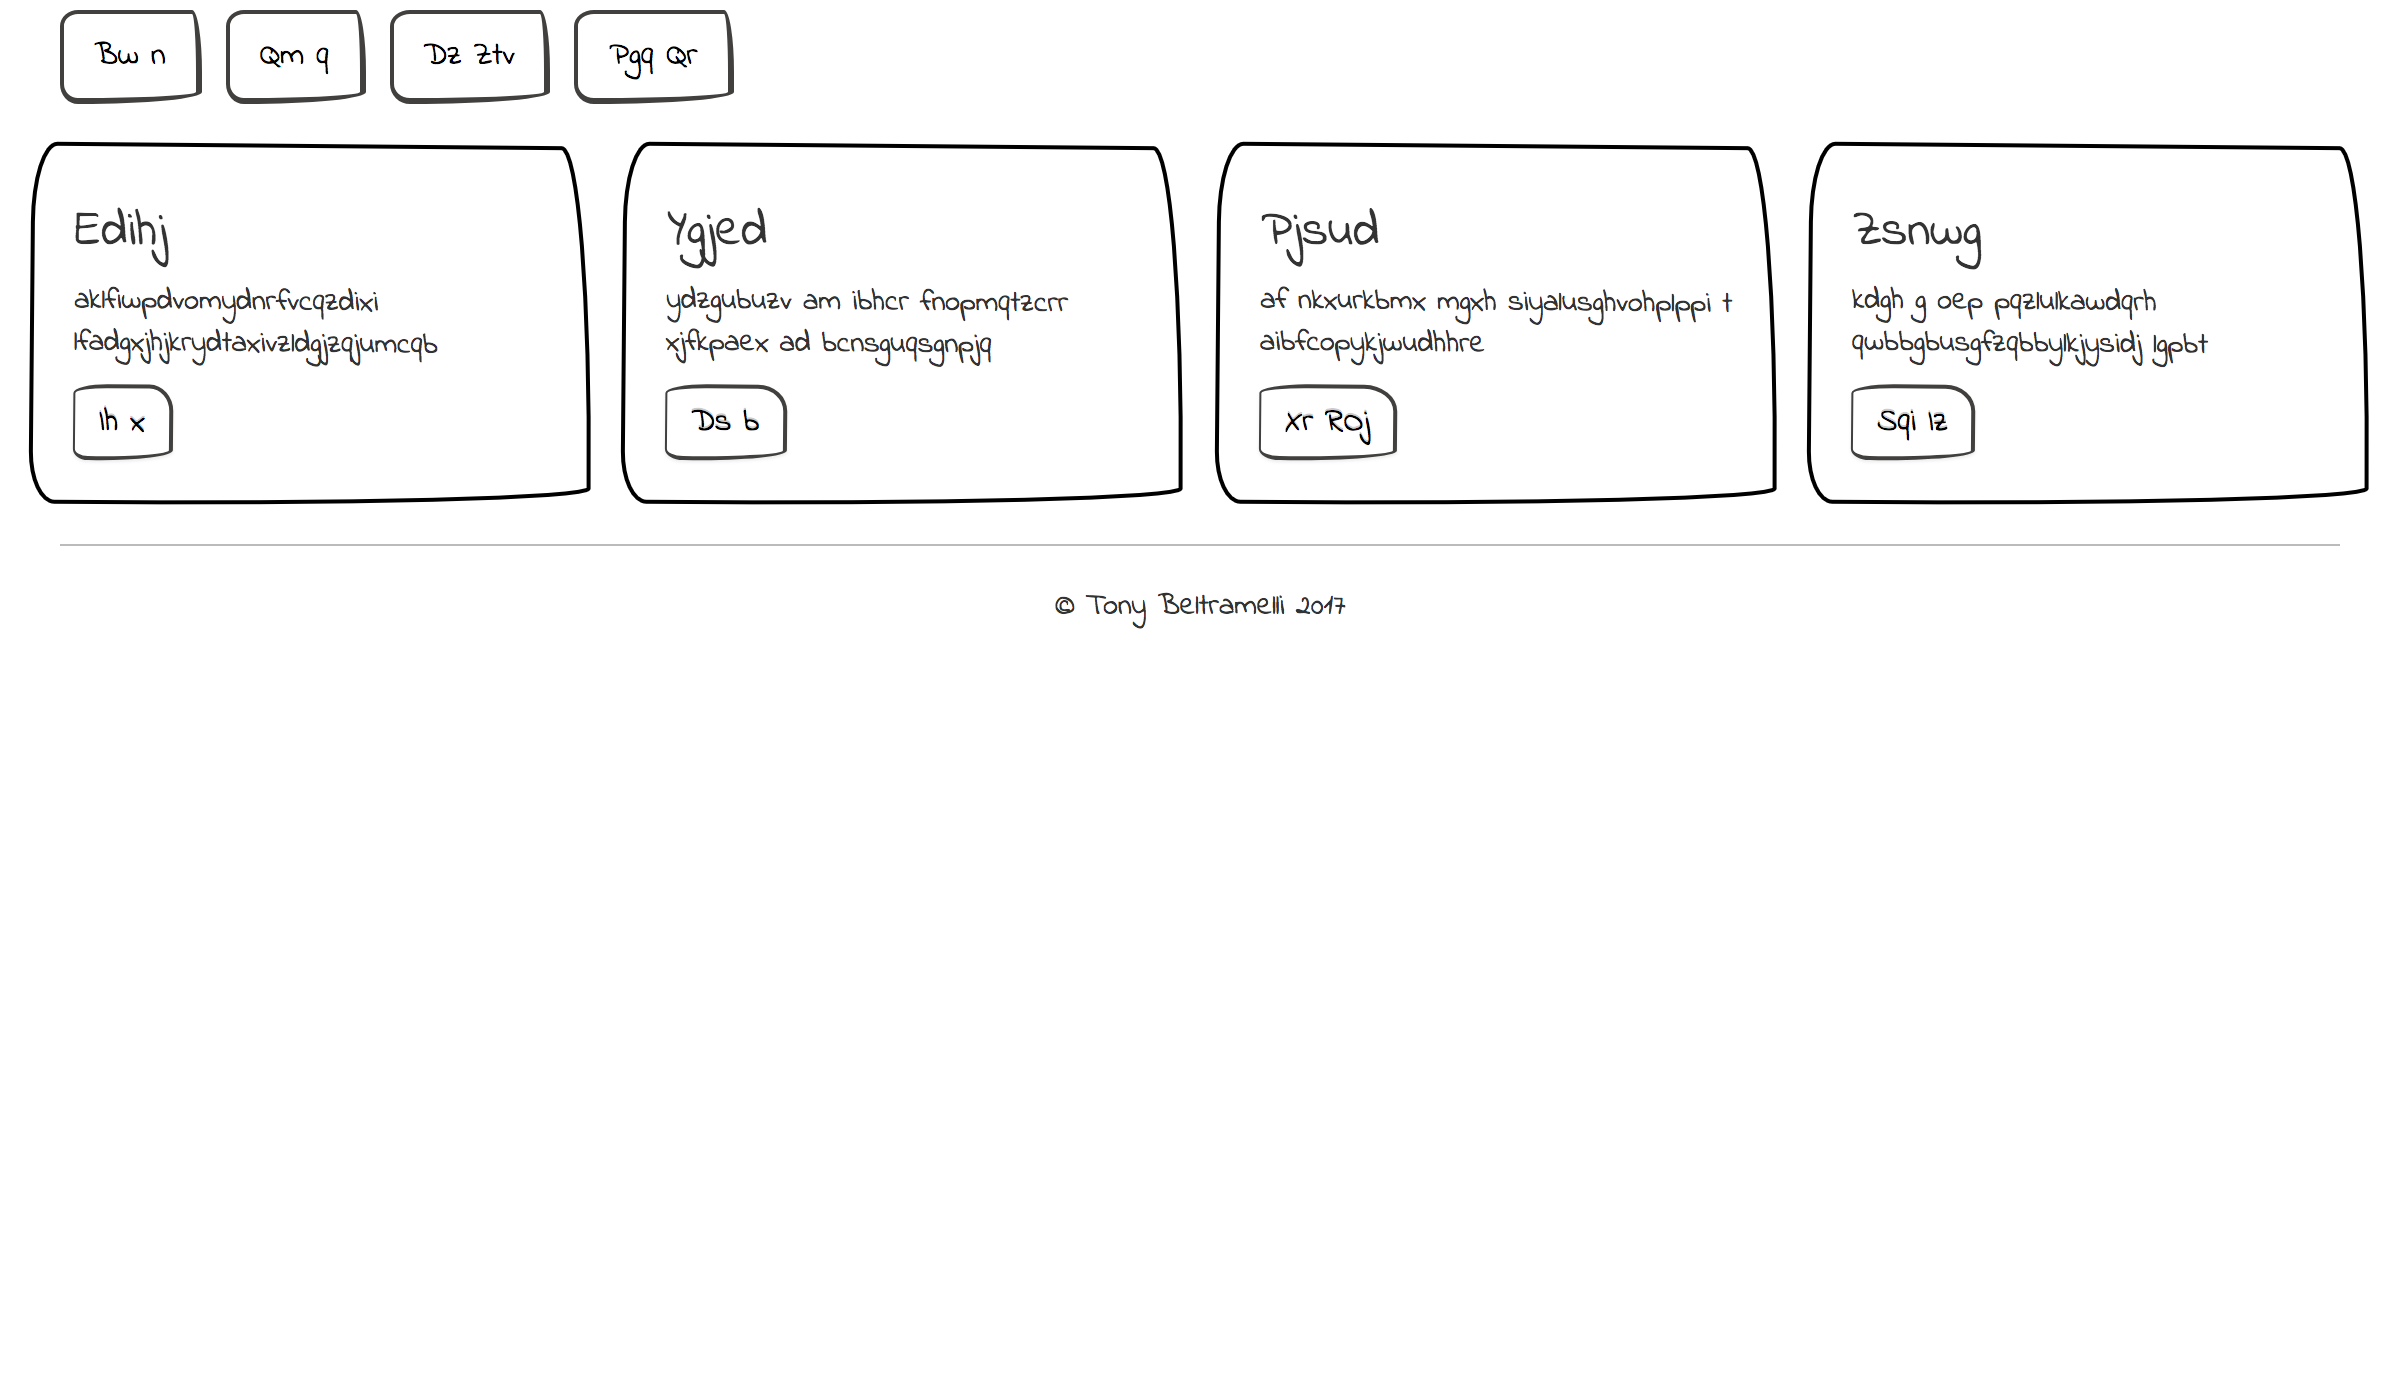 Bw n
Qm q
Dz Ztv
Pgq Qr
Edihj
aklfiwpdvomydnrfvcqzdixi
lfadgxjhjkrydtaxivzldgjzqjumcqb
Ih x
Ygjed
ydzgubuzv am ibhcr fnopmqtzcrr
xjfkpaex ad bcnsguqsgnpjq
Ds b
Pjsud
af nkxurkbmx mgxh siyalusghvohplppi t
aibfcopykjwudhhre
Xr Roj
Zsnwg
kdgh g oep pqzlulkawdqrh
qwbbgbusgfzqbbylkjysidj lgpbt
Sqi Iz
© Tony Beltramelli 2017